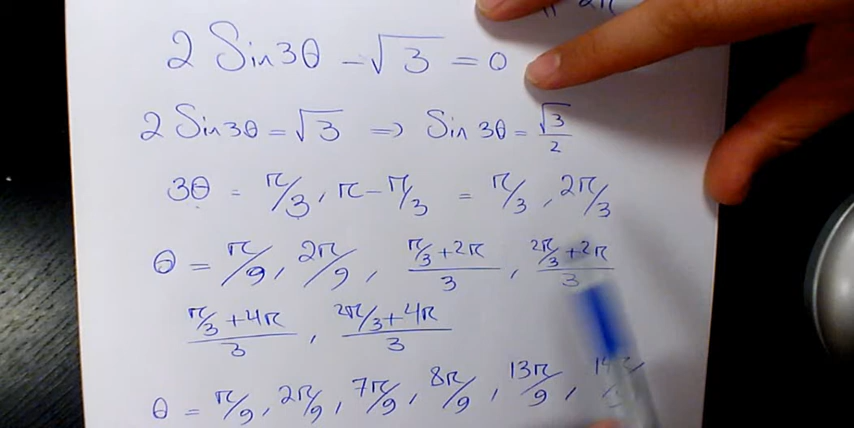 2π
2 Sin3θ - √3 = 0
2 Sin3θ = √3 => Sin 3θ = √3/2
3θ = π/3, π - π/3 = π/3, 2π/3
θ = π/9, 2π/9, (π/3 + 2π)/3, (2π/3 + 2π)/3
(π/3 + 4π)/3, (2π/3 + 4π)/3
θ = π/9, 2π/9, 7π/9, 8π/9, 13π/9,